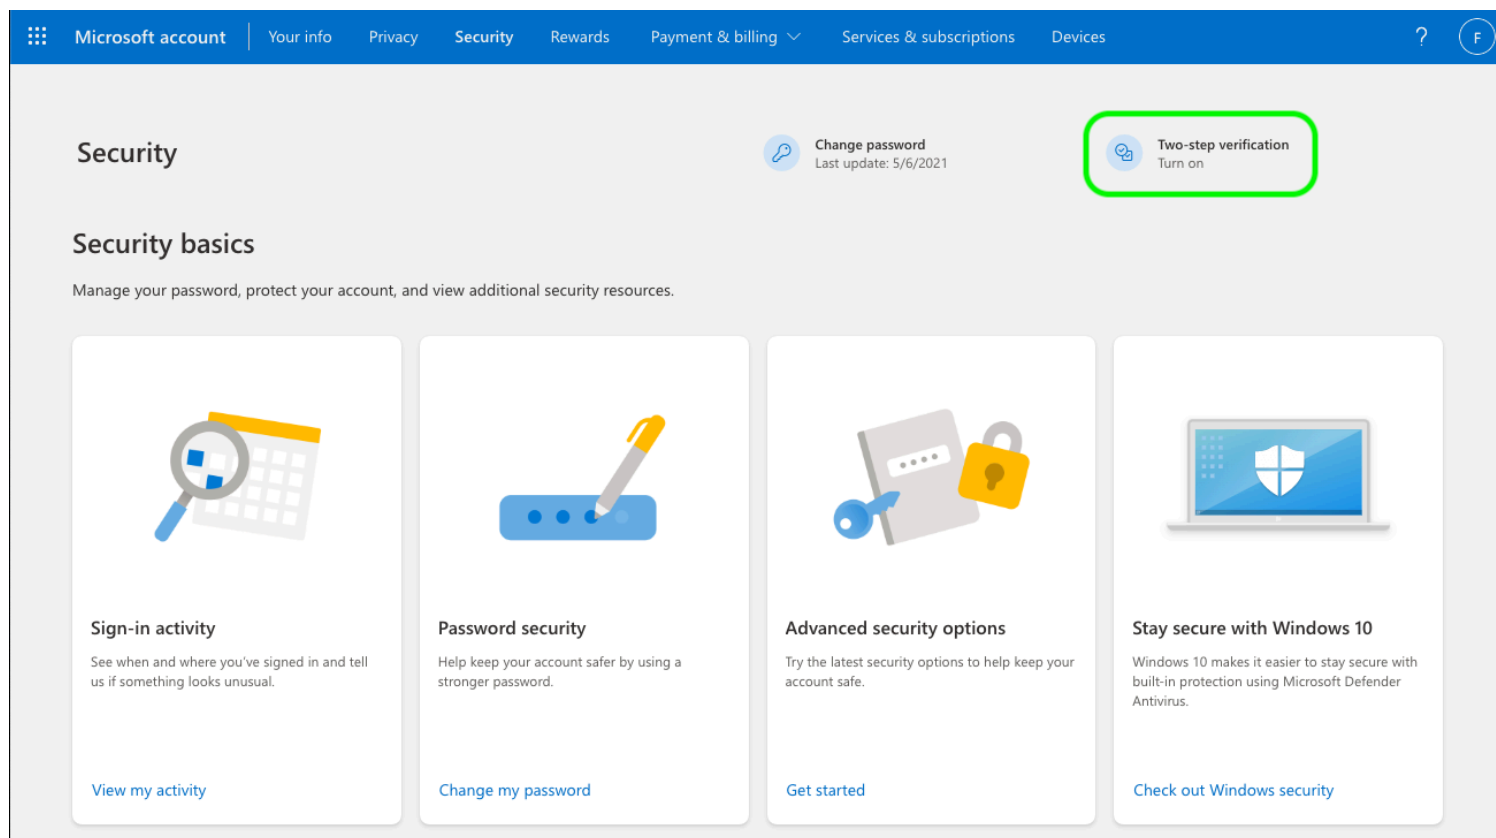 Microsoft account Your info Privacy Security Rewards Payment & billing Services & subscriptions Devices ? F
Security
Change password
Last update: 5/6/2021
Two-step verification
Turn on
Security basics
Manage your password, protect your account, and view additional security resources.
Sign-in activity
See when and where you've signed in and tell
us if something looks unusual.
View my activity
Password security
Help keep your account safer by using a
stronger password.
Change my password
Advanced security options
Try the latest security options to help keep your
account safe.
Get started
Stay secure with Windows 10
Windows 10 makes it easier to stay secure with
built-in protection using Microsoft Defender
Antivirus.
Check out Windows security